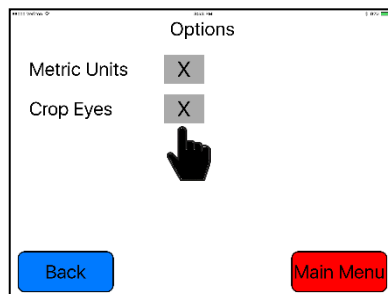 Options
Metric Units X
Crop Eyes X
Back
Main Menu